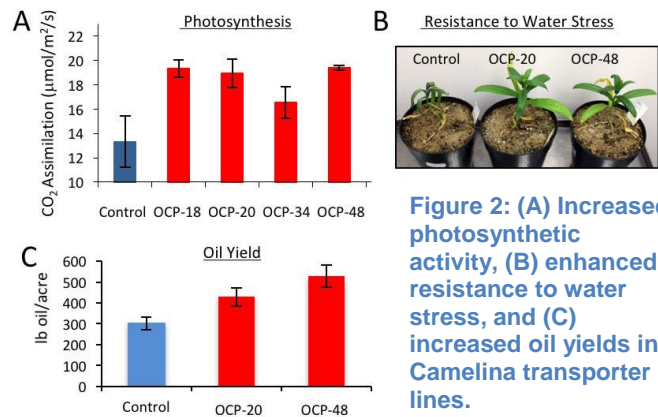 A
Photosynthesis
CO2 Assimilation (μmol/m2/s)
22
20
18
16
14
12
10
Control OCP-18 OCP-20 OCP-34 OCP-48
B
Resistance to Water Stress
Control OCP-20 OCP-48
C
Oil Yield
lb oil/acre
600
500
400
300
200
100
0
Control OCP-20 OCP-48
Figure 2: (A) Increased
photosynthetic
activity, (B) enhanced
resistance to water
stress, and (C)
increased oil yields in
Camelina transporter
lines.